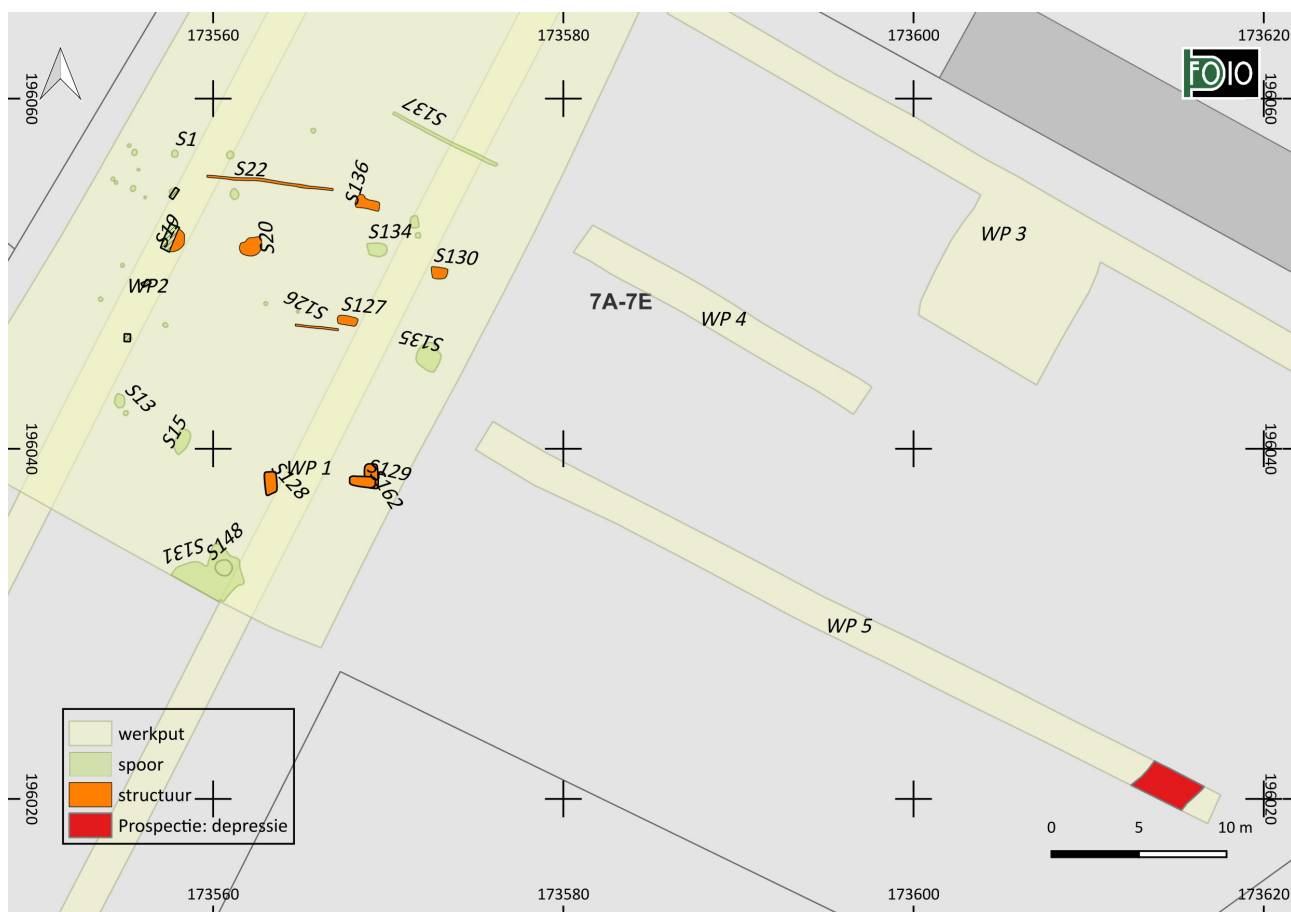 173560
173580
173600
173620
FODIO
196060
196060
S137
S1
S22
S136
S19
S20
S134
S130
WP 3
WP2
7A-7E
S126
S127
WP 4
S135
S13
S15
196040
196040
WP 1
S128
S129
S162
S131
S148
WP 5
werkput
spoor
structuur
Prospectie: depressie
196020
196020
0 5 10 m
173560
173580
173600
173620